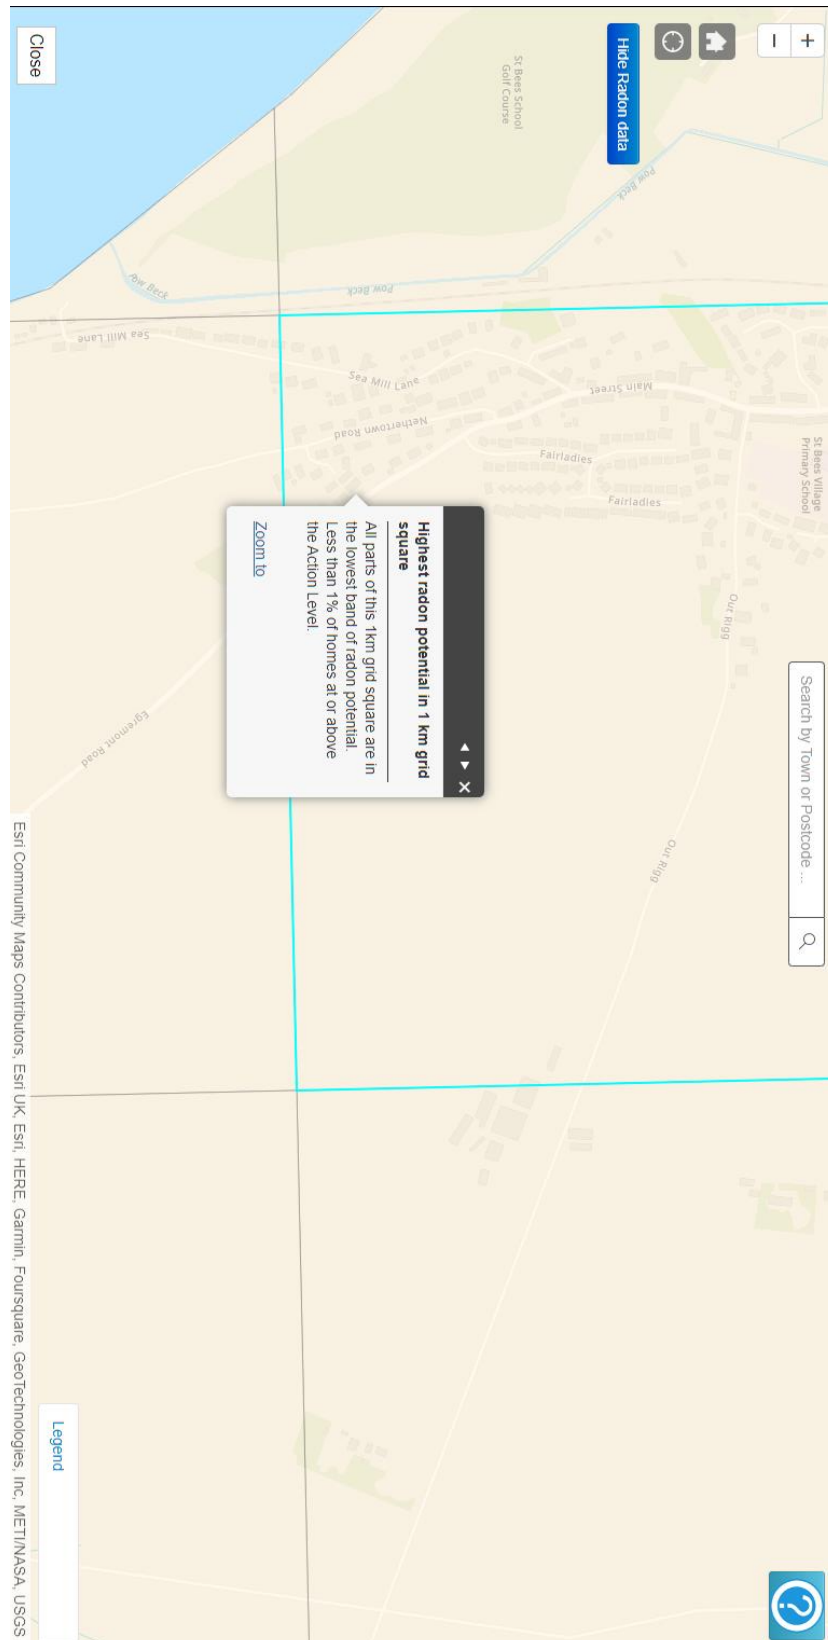 +
−
Search by Town or Postcode ...
Hide Radon data
St Bees Village
Primary School
St Bees School
Golf Course
Pow Beck
Pow Beck
Pow Beck
Main Street
Out Rigg
Out Rigg
Fairladies
Fairladies
Sea Mill Lane
Nethertown Road
Sea Mill Lane
Egremont Road
Highest radon potential in 1 km grid
square
All parts of this 1km grid square are in
the lowest band of radon potential.
Less than 1% of homes at or above
the Action Level.
Zoom to
Legend
Close
Esri Community Maps Contributors, Esri UK, Esri, HERE, Garmin, Foursquare, GeoTechnologies, Inc, METI/NASA, USGS